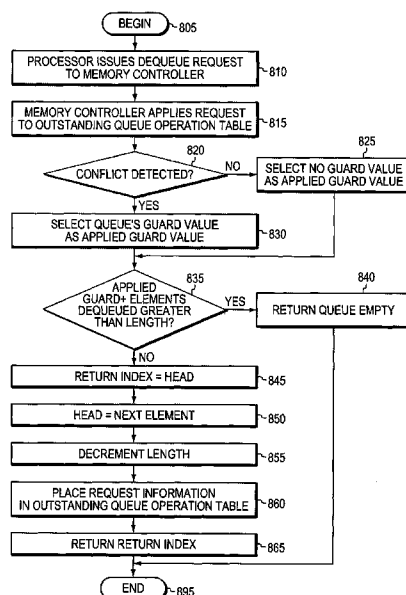 BEGIN
805
PROCESSOR ISSUES DEQUEUE REQUEST
TO MEMORY CONTROLLER
810
MEMORY CONTROLLER APPLIES REQUEST
TO OUTSTANDING QUEUE OPERATION TABLE
815
820
CONFLICT DETECTED?
NO
825
SELECT NO GUARD VALUE
AS APPLIED GUARD VALUE
YES
SELECT QUEUE'S GUARD VALUE
AS APPLIED GUARD VALUE
830
835
APPLIED
GUARD+ ELEMENTS
DEQUEUED GREATER
THAN LENGTH?
YES
840
RETURN QUEUE EMPTY
NO
RETURN INDEX = HEAD
845
HEAD = NEXT ELEMENT
850
DECREMENT LENGTH
855
PLACE REQUEST INFORMATION
IN OUTSTANDING QUEUE OPERATION TABLE
860
RETURN RETURN INDEX
865
END
895